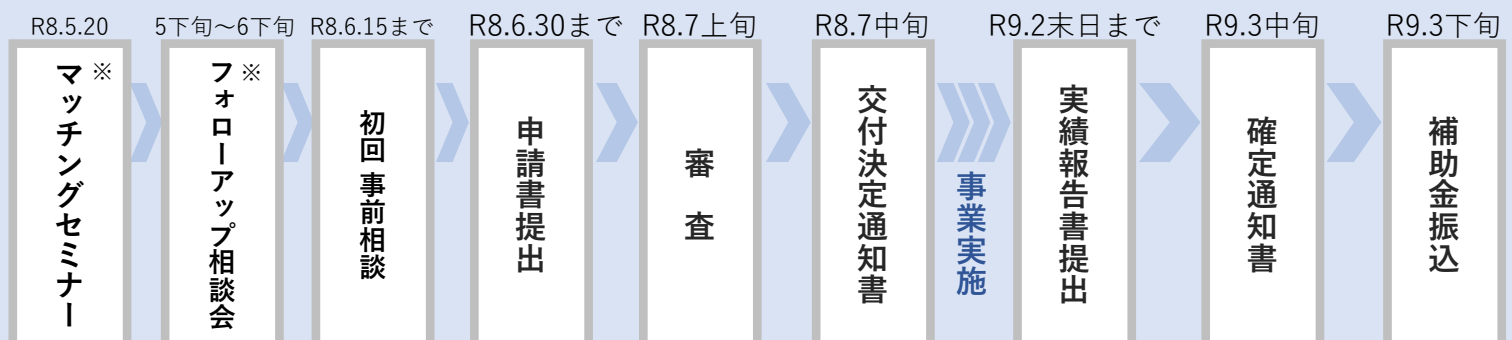 R8.5.20
※
マッチングセミナー
5下旬～6下旬
※
フォローアップ相談会
R8.6.15まで
初回 事前相談
R8.6.30まで
申請書提出
R8.7上旬
審 査
R8.7中旬
交付決定通知書
事業実施
R9.2末日まで
実績報告書提出
R9.3中旬
確定通知書
R9.3下旬
補助金振込